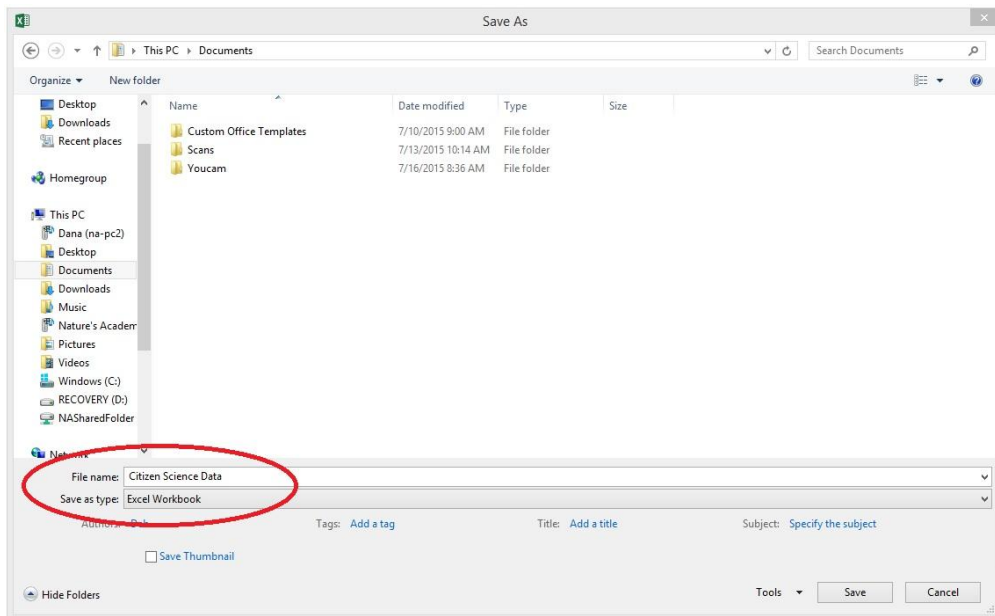 Save As
This PC Documents Search Documents
Organize New folder
Desktop
Downloads
Recent places
Homegroup
This PC
Dana (na-pc2)
Desktop
Documents
Downloads
Music
Nature's Academ
Pictures
Videos
Windows (C:)
RECOVERY (D:)
NASharedFolder
Network
Name Date modified Type Size
Custom Office Templates 7/10/2015 9:00 AM File folder
Scans 7/13/2015 10:14 AM File folder
Youcam 7/16/2015 8:36 AM File folder
File name: Citizen Science Data
Save as type: Excel Workbook
Authors: Tags: Add a tag Title: Add a title Subject: Specify the subject
Save Thumbnail
Hide Folders Tools Save Cancel